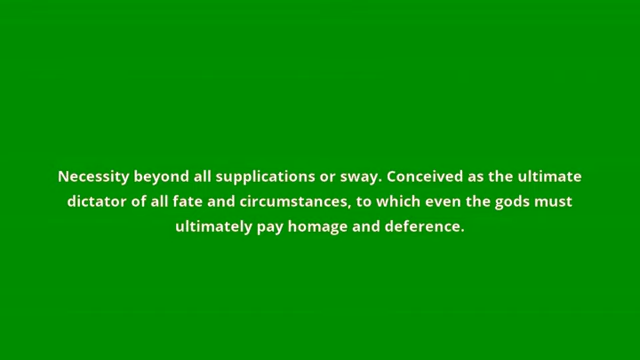 Necessity beyond all supplications or sway. Conceived as the ultimate
dictator of all fate and circumstances, to which even the gods must
ultimately pay homage and deference.